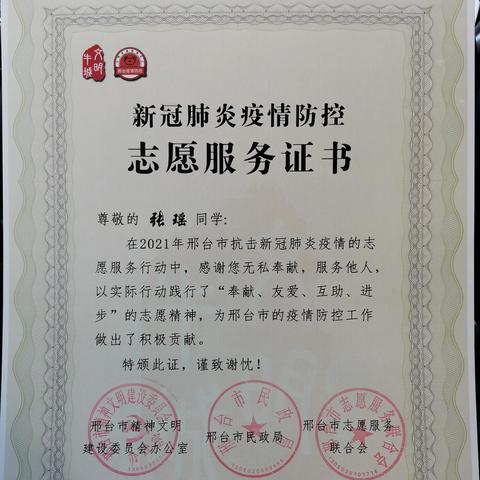 文明
牛城
新冠肺炎疫情防控
志愿服务证书
尊敬的 张瑶 同学:
在2021年邢台市抗击新冠肺炎疫情的志
愿服务行动中，感谢您无私奉献，服务他人，
以实际行动践行了“奉献、友爱、互助、进
步”的志愿精神，为邢台市的疫情防控工作
做出了积极贡献。
特颁此证，谨致谢忱！
邢台市精神文明
建设委员会办公室
邢台市民政局
邢台市志愿服务
联合会